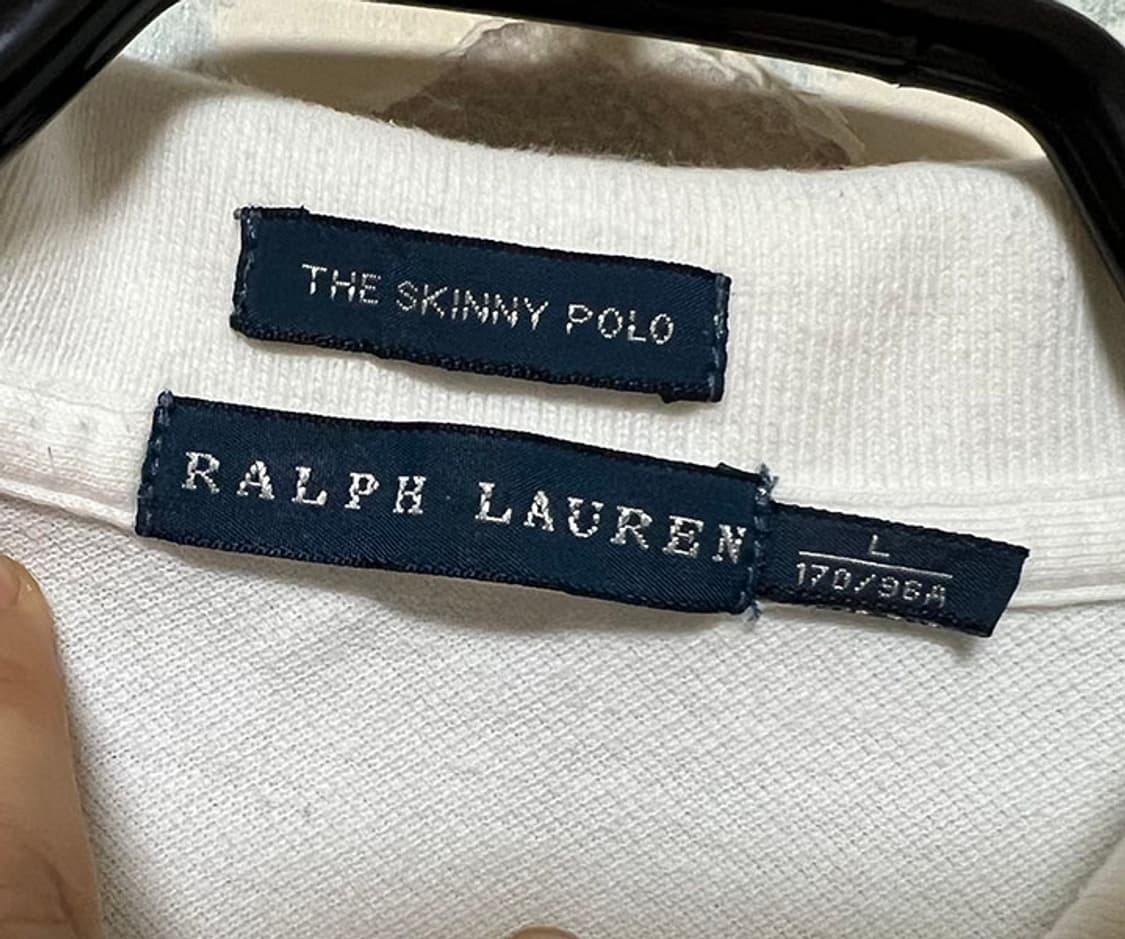 THE SKINNY POLO
RALPH LAUREN
L
170/96A